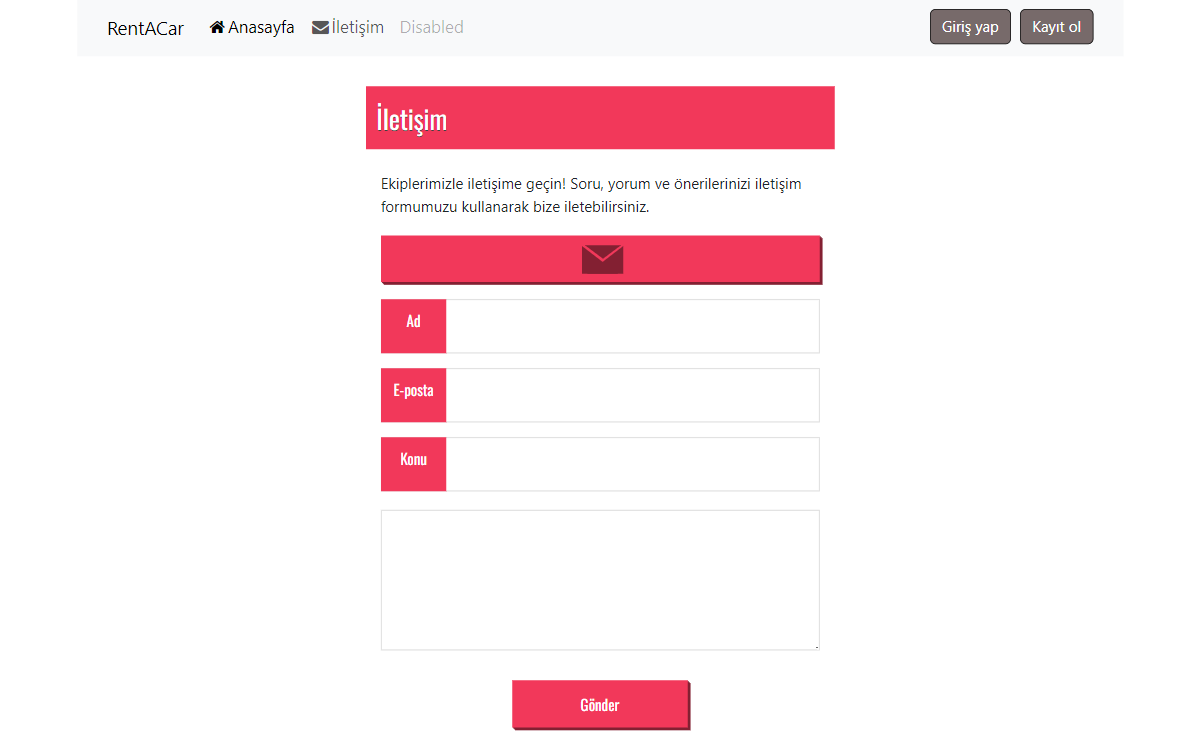 RentACar Anasayfa İletişim Disabled Giriş yap Kayıt ol
İletişim
Ekiplerimizle iletişime geçin! Soru, yorum ve önerilerinizi iletişim
formumuzu kullanarak bize iletebilirsiniz.
Ad
E-posta
Konu
Gönder